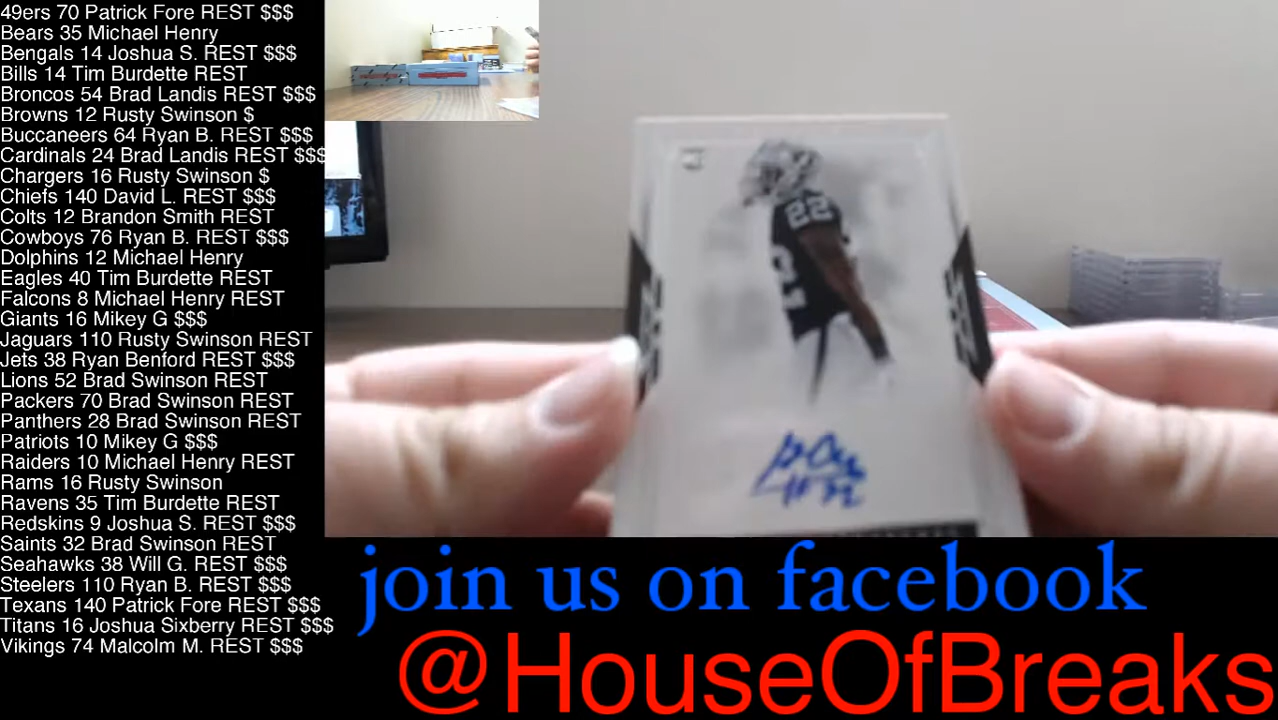 49ers 70 Patrick Fore REST $$$
Bears 35 Michael Henry
Bengals 14 Joshua S. REST $$$
Bills 14 Tim Burdette REST
Broncos 54 Brad Landis REST $$$
Browns 12 Rusty Swinson $
Buccaneers 64 Ryan B. REST $$$
Cardinals 24 Brad Landis REST $$$
Chargers 16 Rusty Swinson $
Chiefs 140 David L. REST $$$
Colts 12 Brandon Smith REST
Cowboys 76 Ryan B. REST $$$
Dolphins 12 Michael Henry
Eagles 40 Tim Burdette REST
Falcons 8 Michael Henry REST
Giants 16 Mikey G $$$
Jaguars 110 Rusty Swinson REST
Jets 38 Ryan Benford REST $$$
Lions 52 Brad Swinson REST
Packers 70 Brad Swinson REST
Panthers 28 Brad Swinson REST
Patriots 10 Mikey G $$$
Raiders 10 Michael Henry REST
Rams 16 Rusty Swinson
Ravens 35 Tim Burdette REST
Redskins 9 Joshua S. REST $$$
Saints 32 Brad Swinson REST
Seahawks 38 Will G. REST $$$
Steelers 110 Ryan B. REST $$$
Texans 140 Patrick Fore REST $$$
Titans 16 Joshua Sixberry REST $$$
Vikings 74 Malcolm M. REST $$$
22
join us on facebook
@HouseOfBreaks